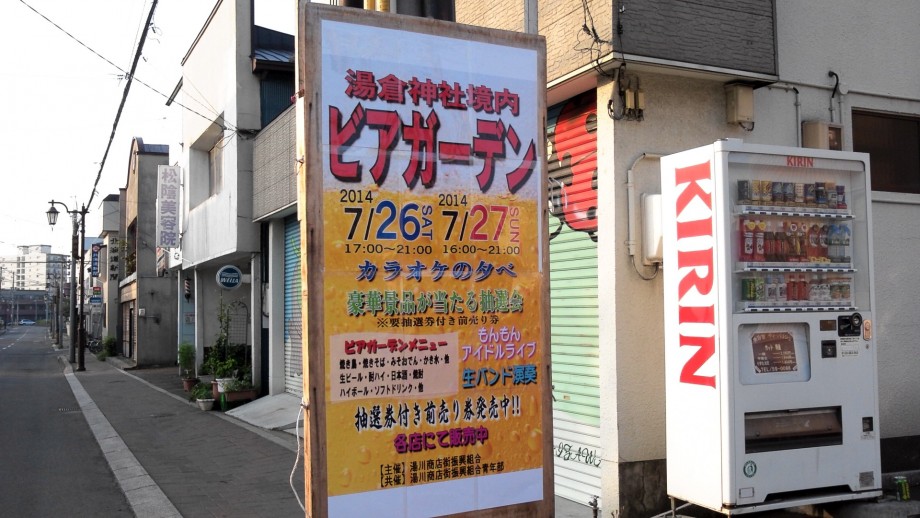 湯倉神社境内
ビアガーデン
2014 7/26 SAT 2014 7/27 SUN
17:00～21:00 16:00～21:00
カラオケの夕べ
豪華景品が当たる抽選会
※要抽選券付き前売り券
ビアガーデンメニュー
焼き鳥・焼きそば・みそおでん・かき氷・他
生ビール・酎ハイ・日本酒・焼酎
ハイボール・ソフトドリンク・他
もんもん
アイドルライブ
生バンド演奏
抽選券付き前売り券発売中!!
各店にて販売中
【主催】湯川商店街振興組合
【共催】湯川商店街振興組合青年部
松陰美容院
WELLA
KIRIN
KIRIN